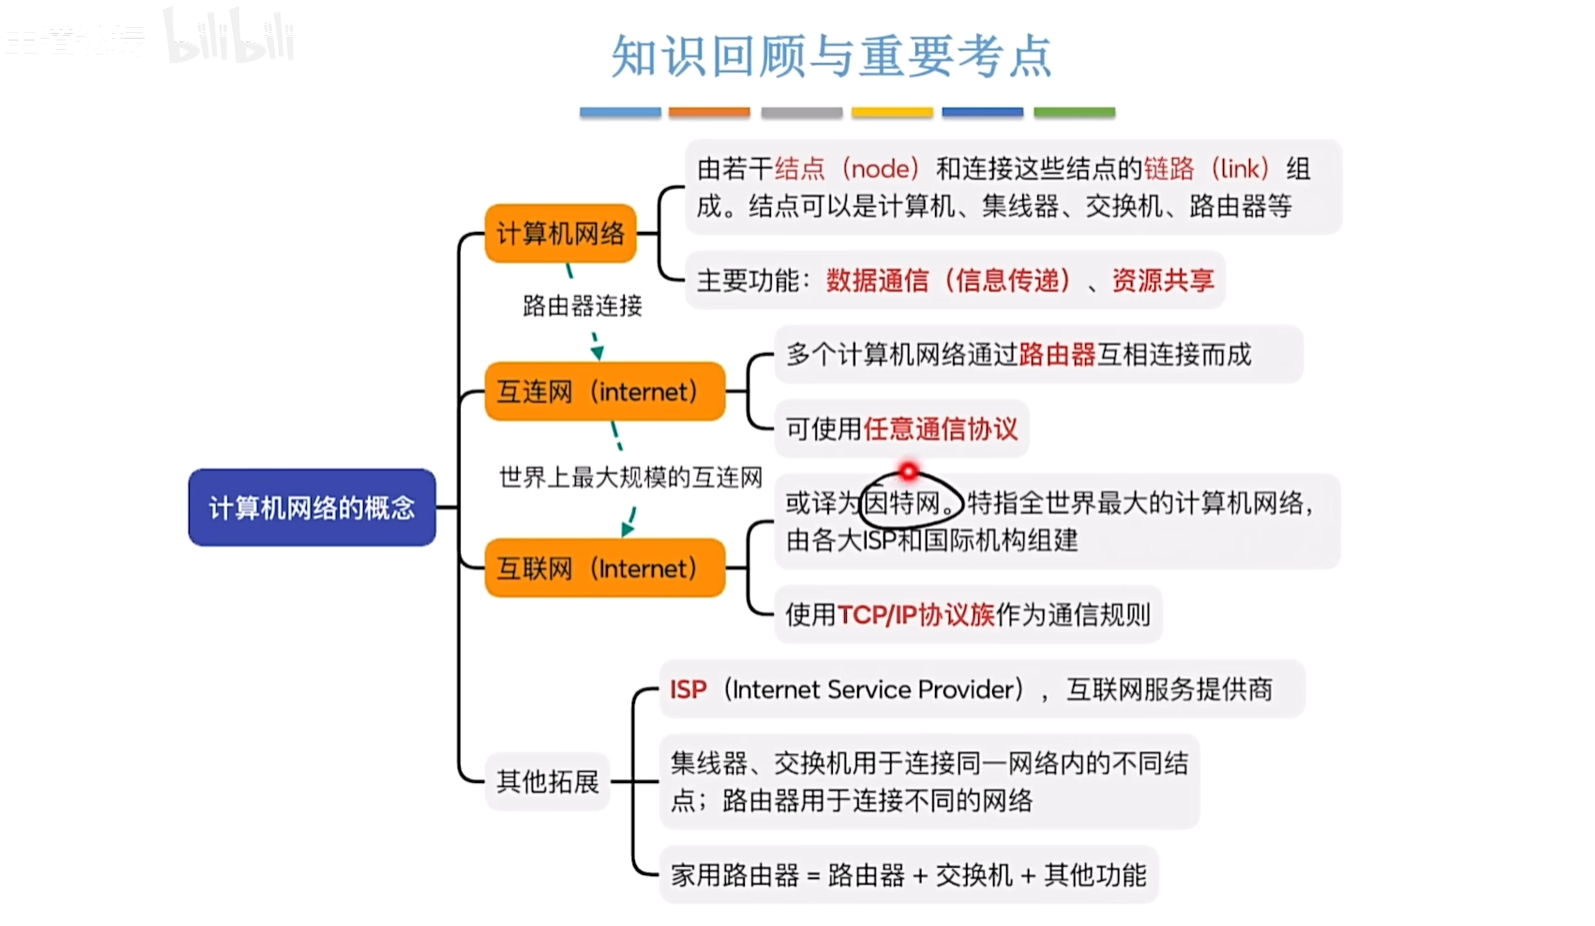 bilibili
知识回顾与重要考点
由若干结点（node）和连接这些结点的链路（link）组
成。结点可以是计算机、集线器、交换机、路由器等
计算机网络
主要功能：数据通信（信息传递）、资源共享
路由器连接
多个计算机网络通过路由器互相连接而成
互连网（internet）
可使用任意通信协议
世界上最大规模的互连网
或译为因特网。特指全世界最大的计算机网络，
由各大ISP和国际机构组建
计算机网络的概念
互联网（Internet）
使用TCP/IP协议族作为通信规则
ISP（Internet Service Provider），互联网服务提供商
其他拓展
集线器、交换机用于连接同一网络内的不同结
点；路由器用于连接不同的网络
家用路由器 = 路由器 + 交换机 + 其他功能